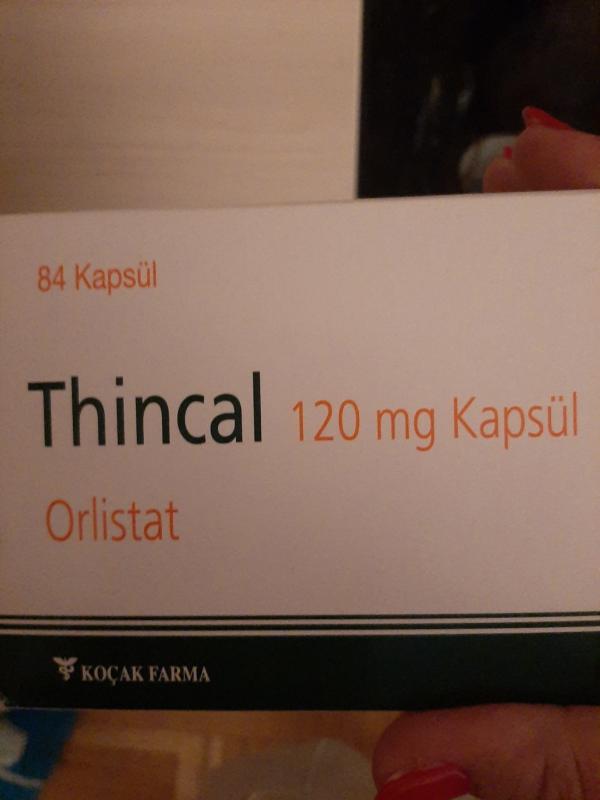 84 Kapsül
Thincal 120 mg Kapsül
Orlistat
KOÇAK FARMA